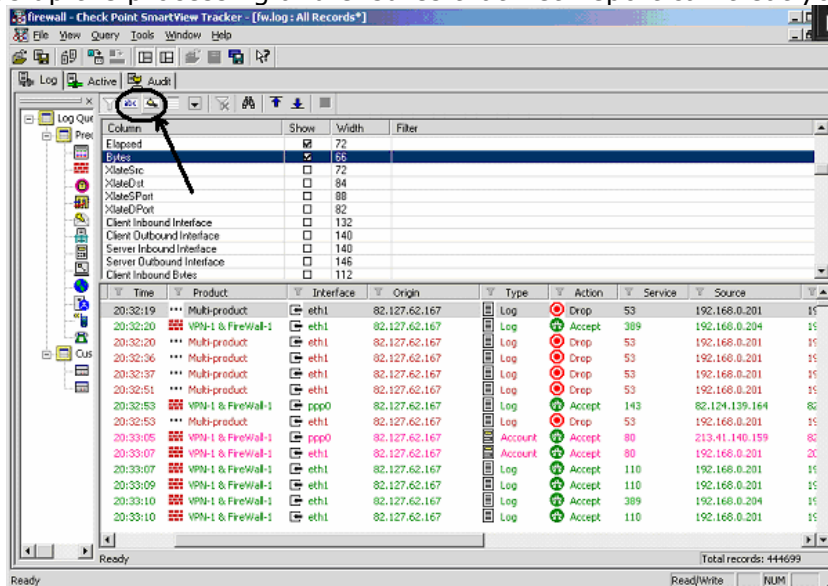 firewall - Check Point SmartView Tracker - [fw.log : All Records*]
File View Query Tools Window Help
Log Active Audit
abc
Log Que
Pre
Cus
Column Show Width Filter
Elapsed 72
Bytes 66
XlateSrc 72
XlateDst 84
XlateSPort 88
XlateDPort 82
Client Inbound Interface 132
Client Outbound Interface 140
Server Inbound Interface 140
Server Outbound Interface 146
Client Inbound Bytes 112
Time Product Interface Origin Type Action Service Source
20:32:19 Multi-product eth1 82.127.62.167 Log Drop 53 192.168.0.201 19
20:32:20 VPN-1 & FireWall-1 eth1 82.127.62.167 Log Accept 389 192.168.0.204 19
20:32:20 Multi-product eth1 82.127.62.167 Log Drop 53 192.168.0.201 19
20:32:36 Multi-product eth1 82.127.62.167 Log Drop 53 192.168.0.201 19
20:32:37 Multi-product eth1 82.127.62.167 Log Drop 53 192.168.0.201 19
20:32:51 Multi-product eth1 82.127.62.167 Log Drop 53 192.168.0.201 19
20:32:53 VPN-1 & FireWall-1 ppp0 82.127.62.167 Log Accept 143 82.124.139.164 82
20:32:53 Multi-product eth1 82.127.62.167 Log Drop 53 192.168.0.201 19
20:33:05 VPN-1 & FireWall-1 ppp0 82.127.62.167 Account Accept 80 213.41.140.159 82
20:33:07 VPN-1 & FireWall-1 eth1 82.127.62.167 Account Accept 80 192.168.0.201 20
20:33:07 VPN-1 & FireWall-1 eth1 82.127.62.167 Log Accept 110 192.168.0.201 19
20:33:09 VPN-1 & FireWall-1 eth1 82.127.62.167 Log Accept 110 192.168.0.201 19
20:33:10 VPN-1 & FireWall-1 eth1 82.127.62.167 Log Accept 389 192.168.0.204 19
20:33:10 VPN-1 & FireWall-1 eth1 82.127.62.167 Log Accept 110 192.168.0.201 19
Ready Total records: 444699
Ready Read/Write NUM